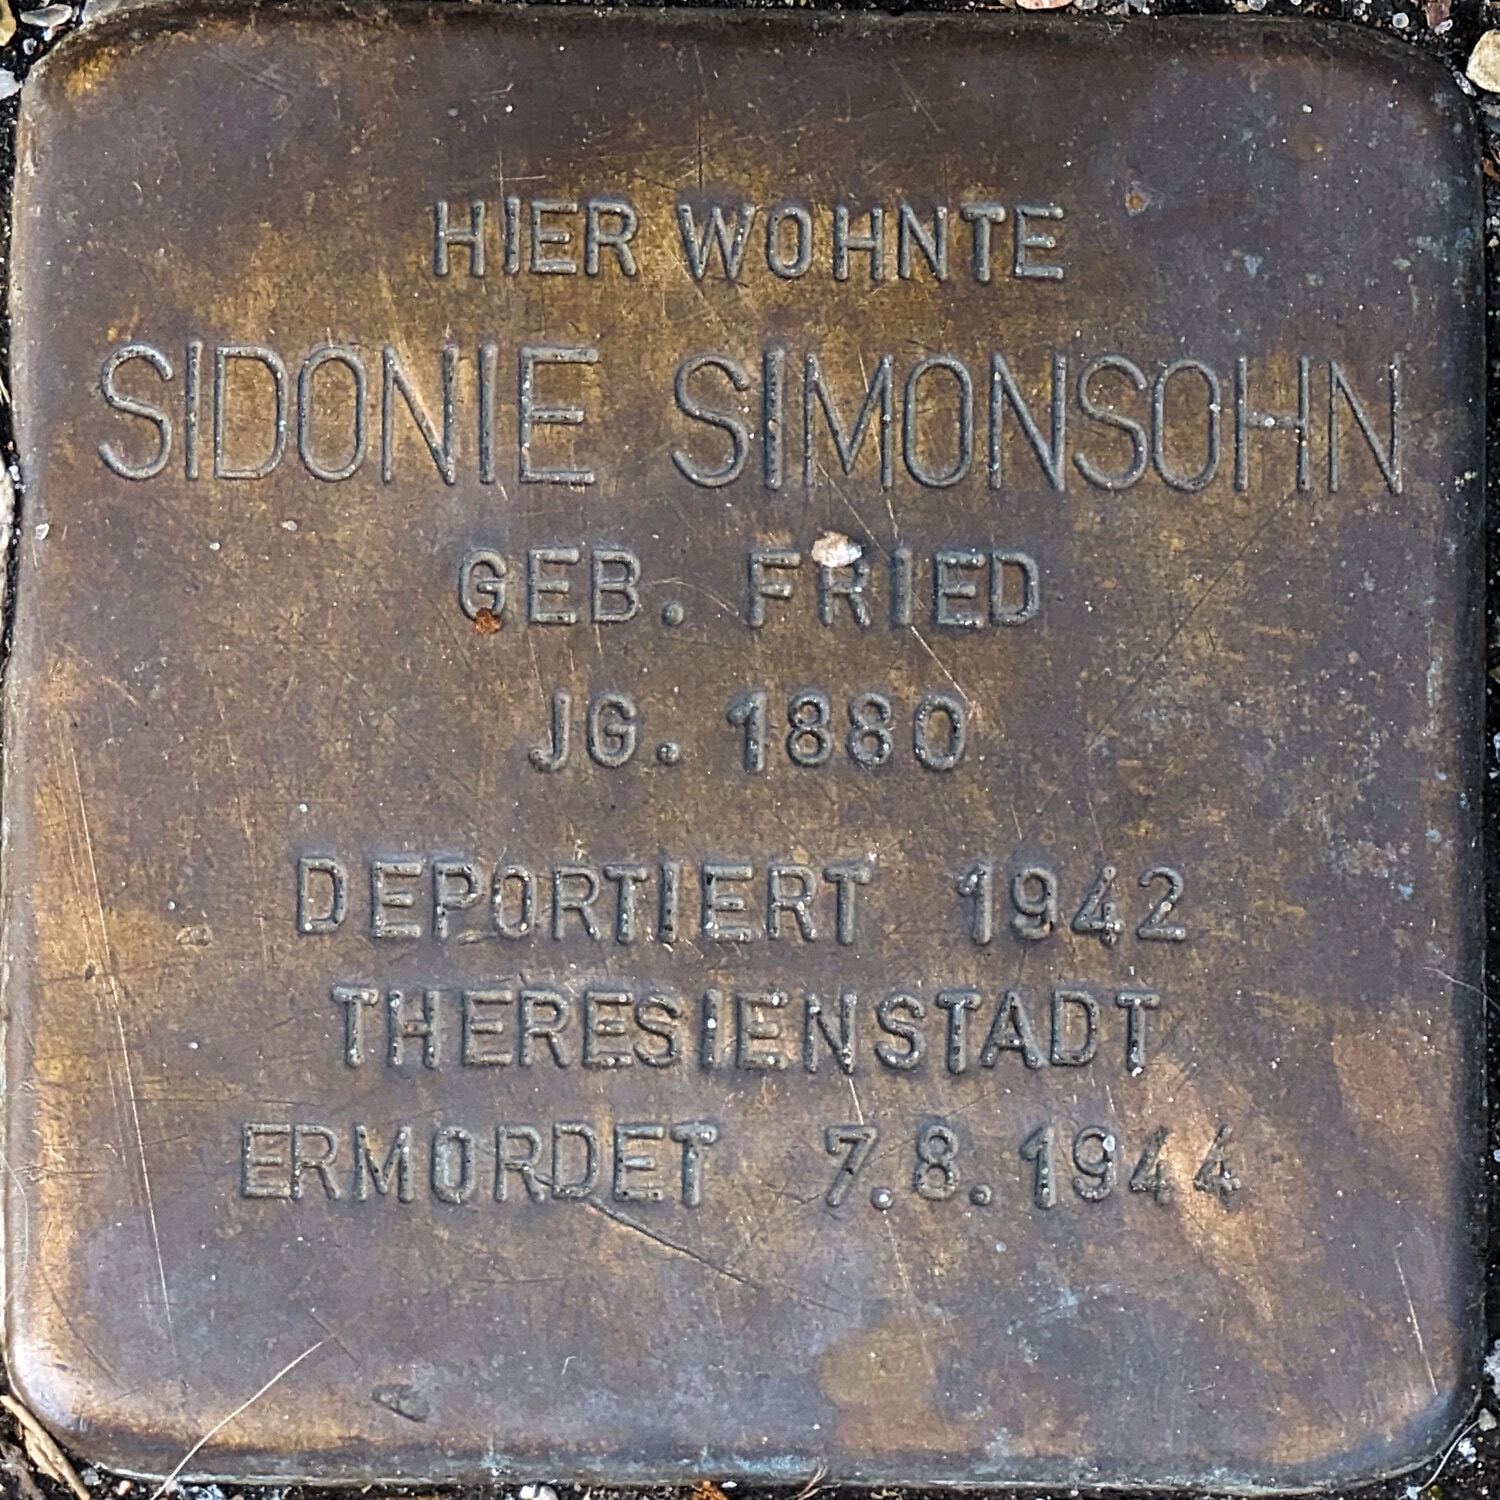 HIER WOHNTE
SIDONIE SIMONSOHN
GEB. FRIED
JG. 1880
DEPORTIERT 1942
THERESIENSTADT
ERMORDET 7.8.1944